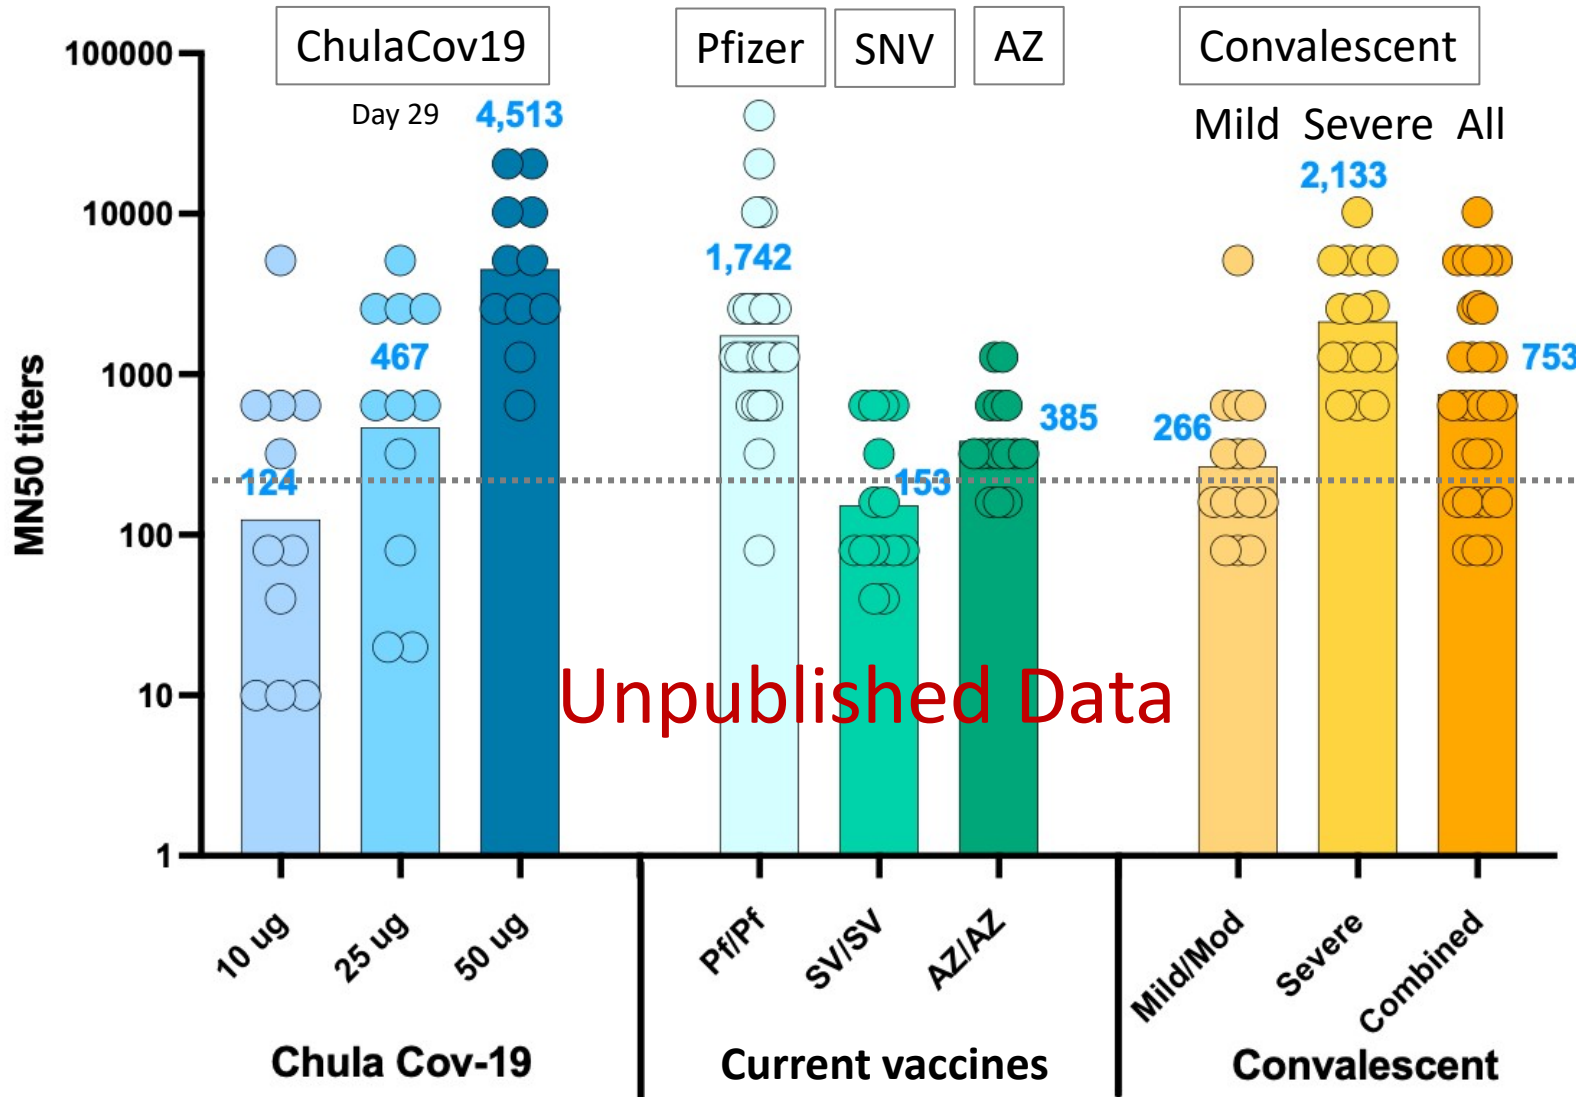 ChulaCov19 Pfizer SNV AZ Convalescent
Day 29 Mild Severe All
100000
10000
1000
100
10
1
MN50 titers
4,513
2,133
1,742
467
753
385
266
124
153
Unpublished Data
10 ug 25 ug 50 ug Pf/Pf SV/SV AZ/AZ Mild/Mod Severe Combined
Chula Cov-19 Current vaccines Convalescent